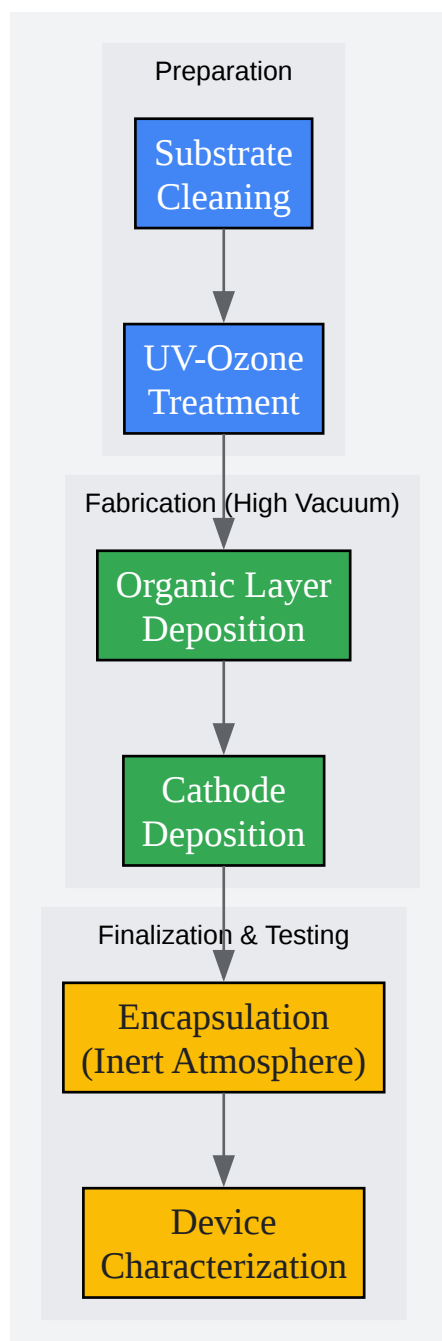 Preparation
Substrate
Cleaning
UV-Ozone
Treatment
Fabrication (High Vacuum)
Organic Layer
Deposition
Cathode
Deposition
Finalization & Testing
Encapsulation
(Inert Atmosphere)
Device
Characterization